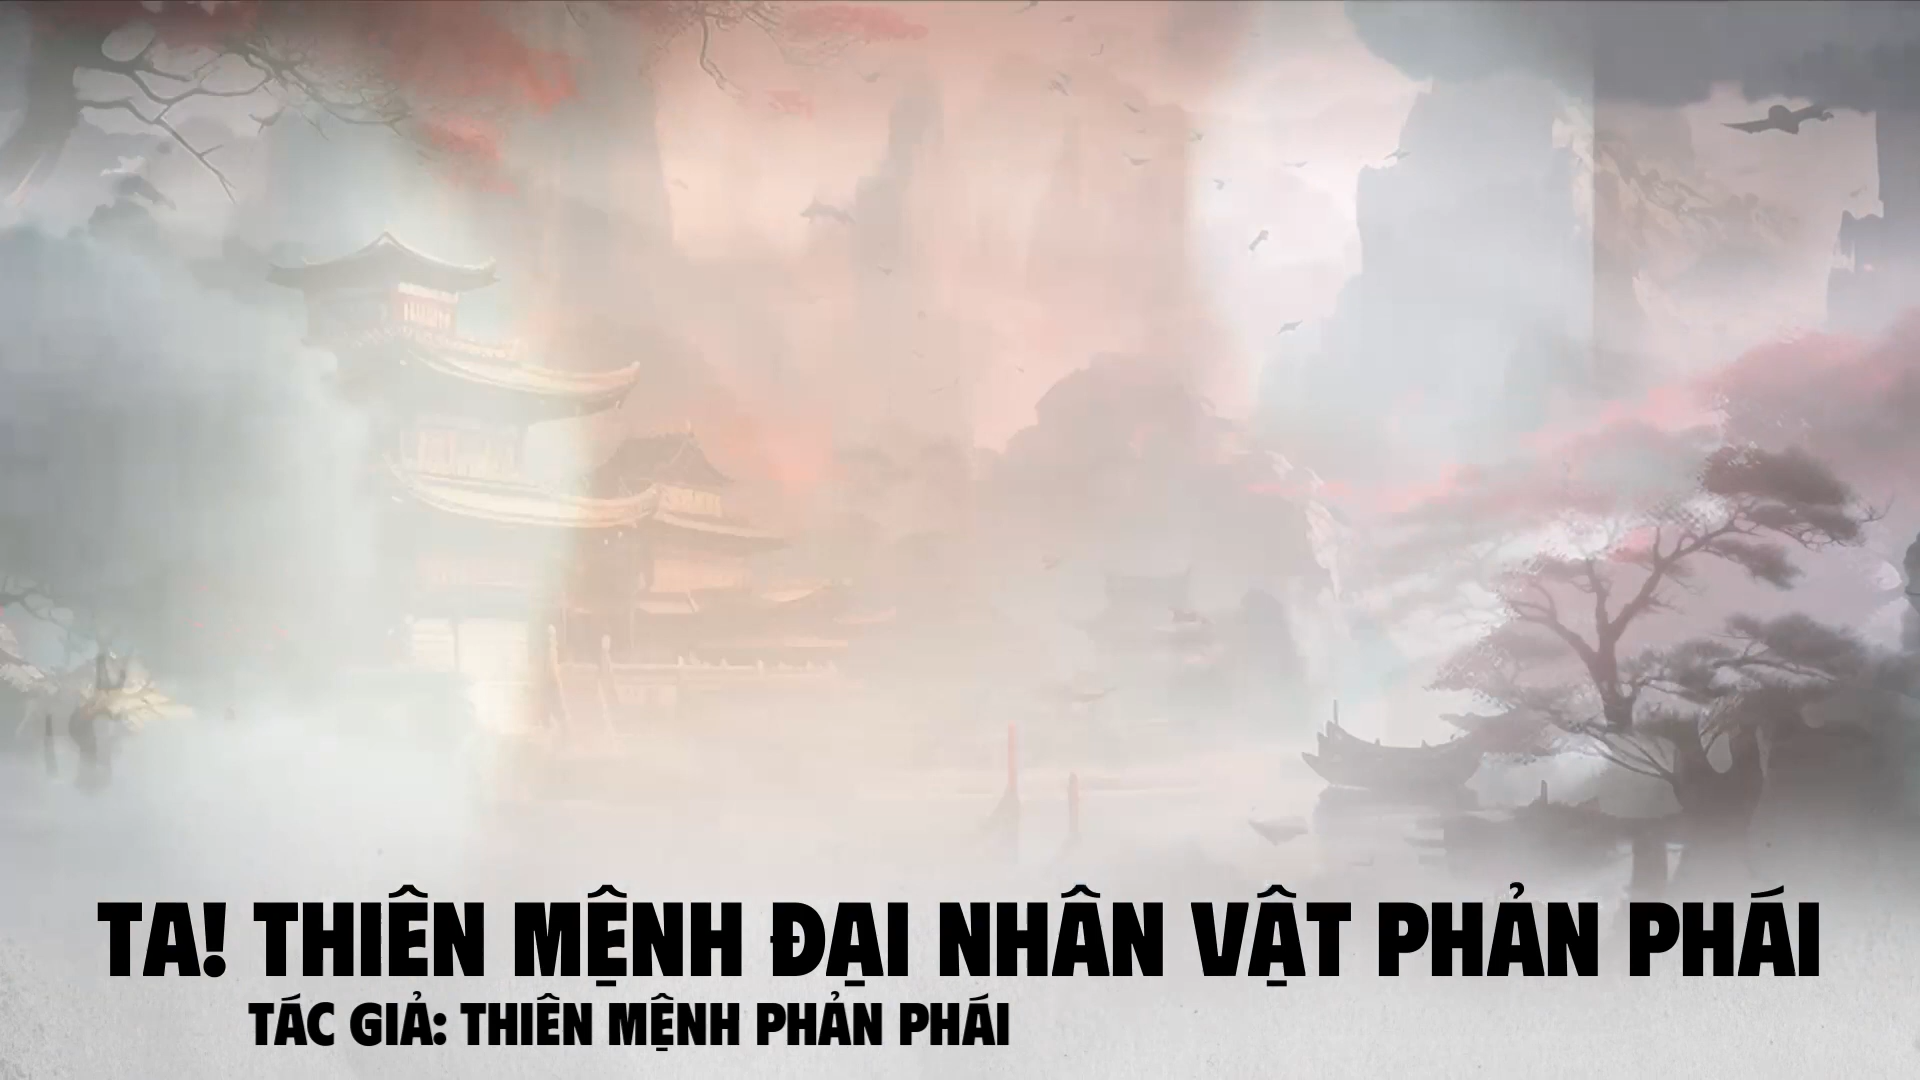 TA! THIÊN MỆNH ĐẠI NHÂN VẬT PHẢN PHÁI
TÁC GIẢ: THIÊN MỆNH PHẢN PHÁI